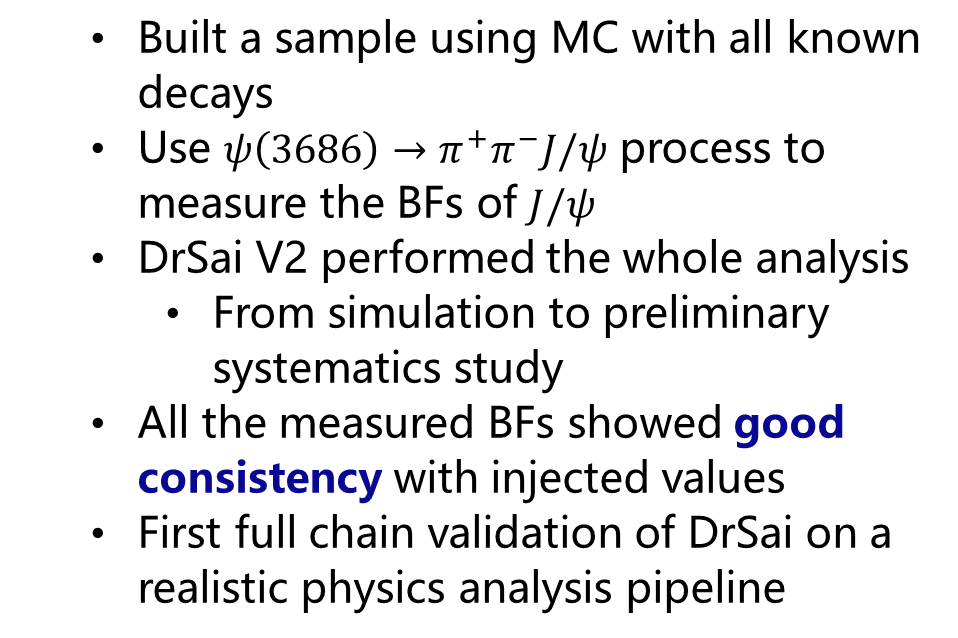 • Built a sample using MC with all known
decays
• Use 𝜓(3686) → 𝜋⁺𝜋⁻𝐽/𝜓 process to
measure the BFs of 𝐽/𝜓
• DrSai V2 performed the whole analysis
• From simulation to preliminary
systematics study
• All the measured BFs showed good
consistency with injected values
• First full chain validation of DrSai on a
realistic physics analysis pipeline